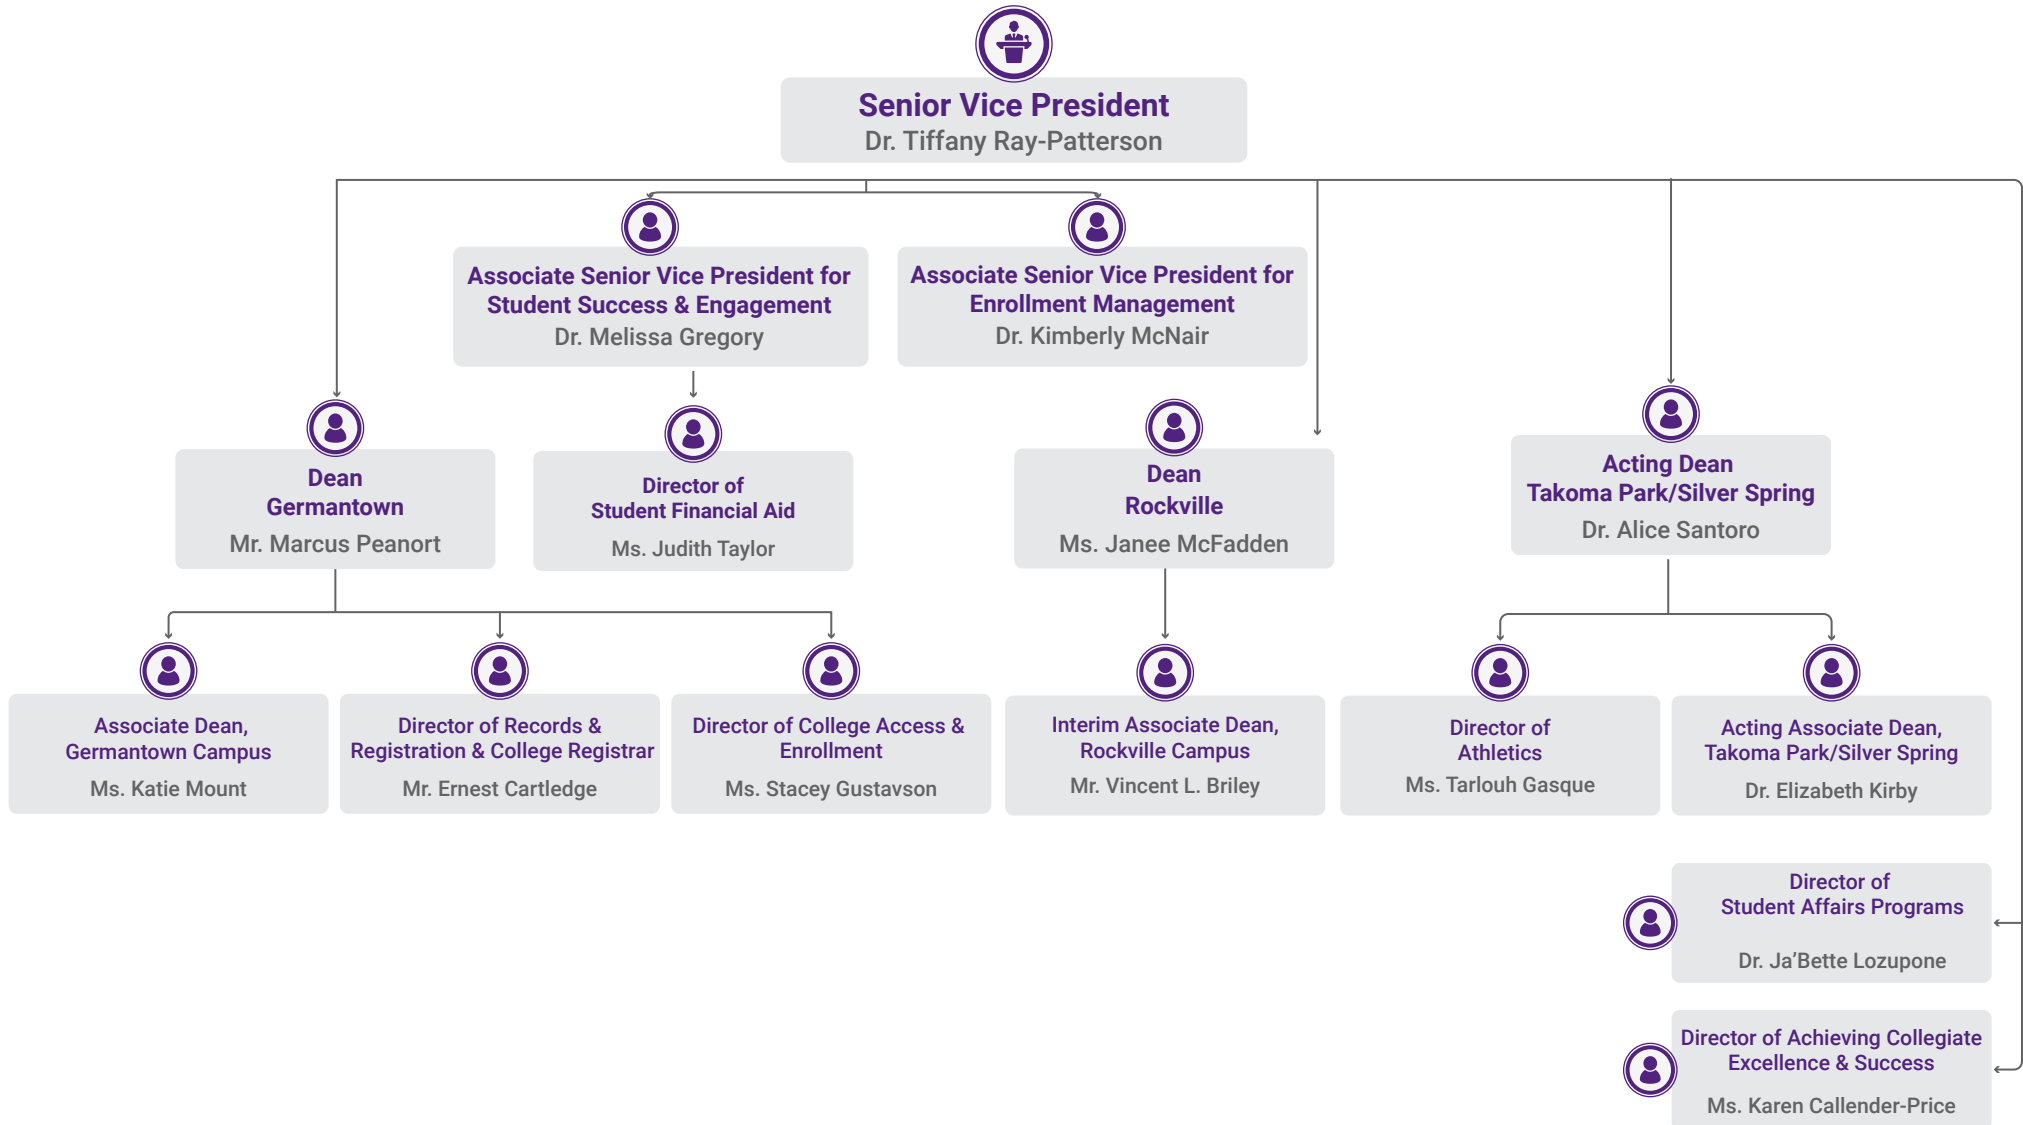 Senior Vice President
Dr. Tiffany Ray-Patterson
Associate Senior Vice President for
Student Success & Engagement
Dr. Melissa Gregory
Associate Senior Vice President for
Enrollment Management
Dr. Kimberly McNair
Dean
Germantown
Mr. Marcus Peanort
Director of
Student Financial Aid
Ms. Judith Taylor
Dean
Rockville
Ms. Janee McFadden
Acting Dean
Takoma Park/Silver Spring
Dr. Alice Santoro
Associate Dean,
Germantown Campus
Ms. Katie Mount
Director of Records &
Registration & College Registrar
Mr. Ernest Cartledge
Director of College Access &
Enrollment
Ms. Stacey Gustavson
Interim Associate Dean,
Rockville Campus
Mr. Vincent L. Briley
Director of
Athletics
Ms. Tarlouh Gasque
Acting Associate Dean,
Takoma Park/Silver Spring
Dr. Elizabeth Kirby
Director of
Student Affairs Programs
Dr. Ja’Bette Lozupone
Director of Achieving Collegiate
Excellence & Success
Ms. Karen Callender-Price